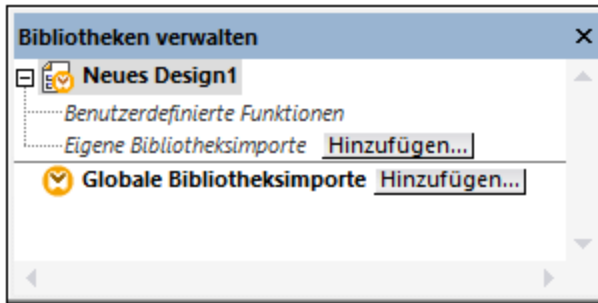 Bibliotheken verwalten
Neues Design1
Benutzerdefinierte Funktionen
Eigene Bibliotheksimporte Hinzufügen...
Globale Bibliotheksimporte Hinzufügen...